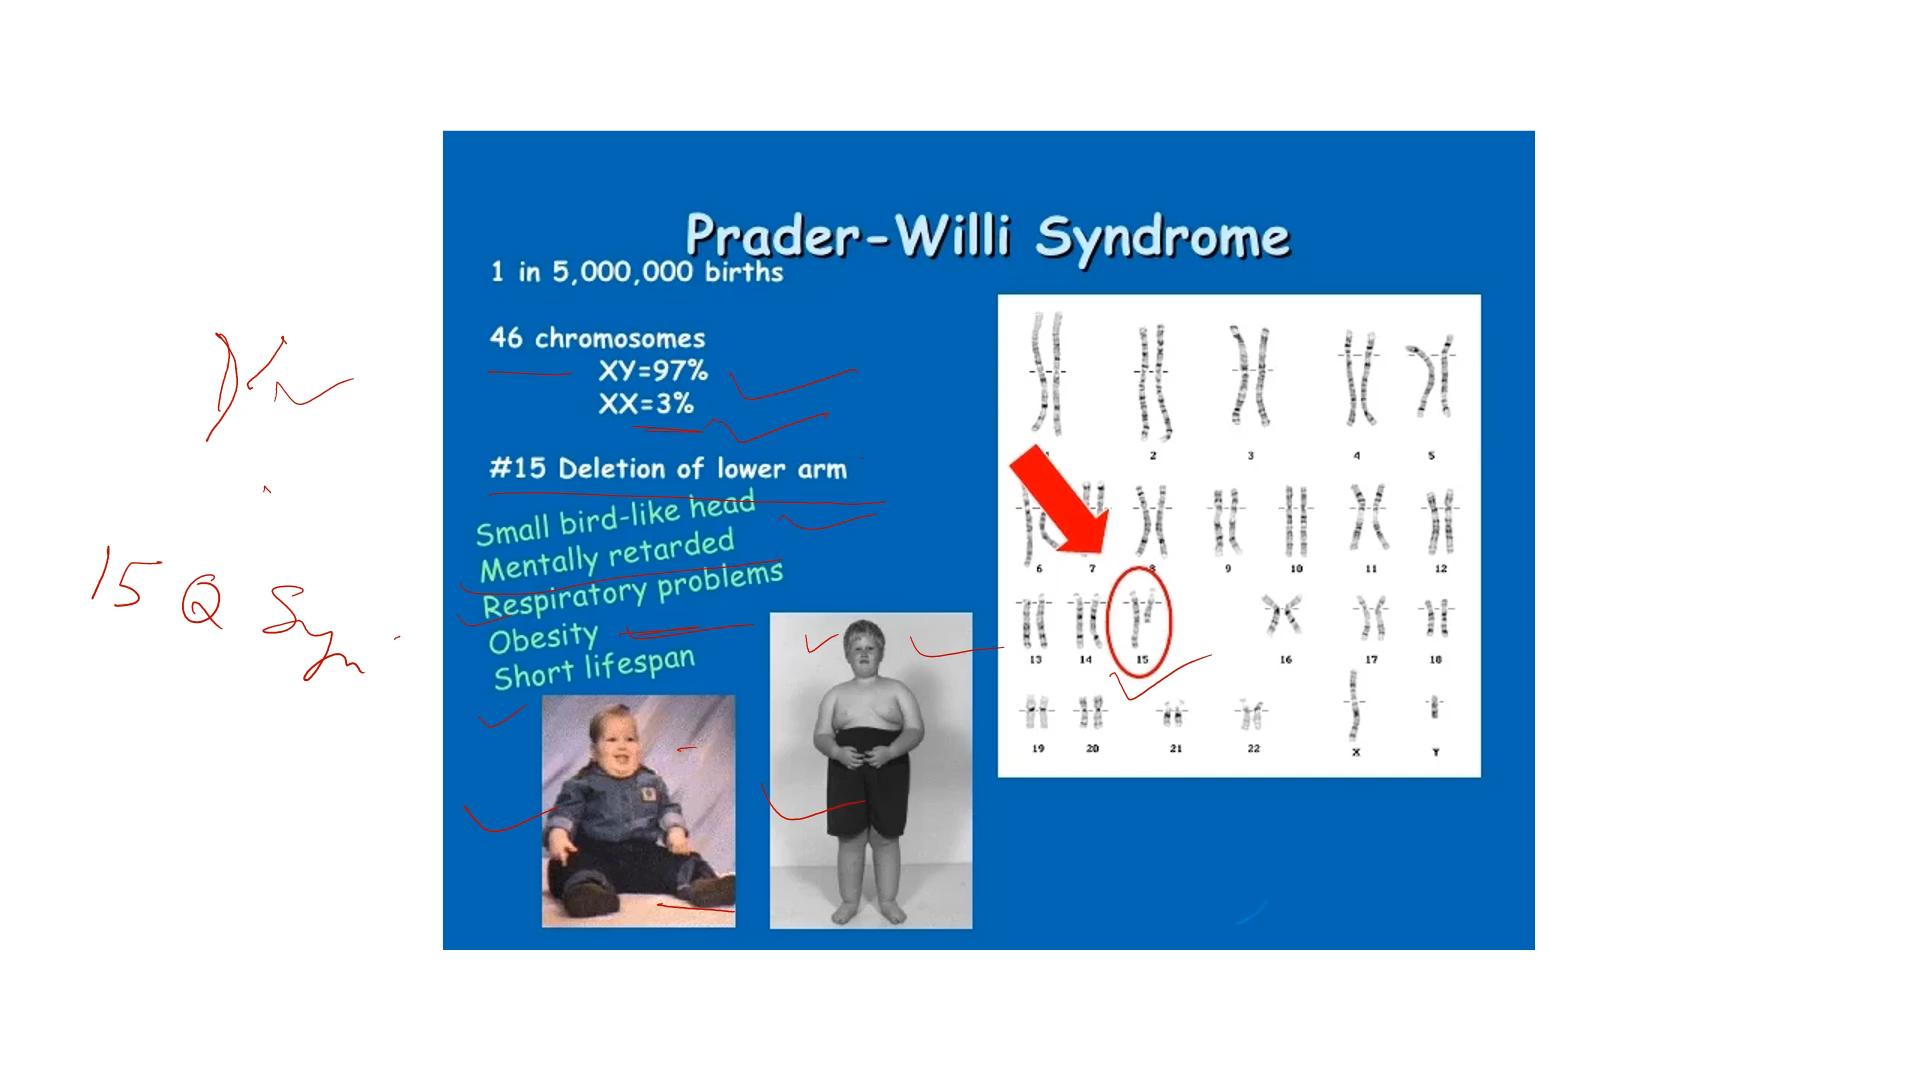 Prader-Willi Syndrome
1 in 5,000,000 births
46 chromosomes
XY=97%
XX=3%
#15 Deletion of lower arm
Small bird-like head
Mentally retarded
Respiratory problems
Obesity
Short lifespan
15 Q Syn
2 3 4 5
6 7 8 9 10 11 12
13 14 15 16 17 18
19 20 21 22 X Y